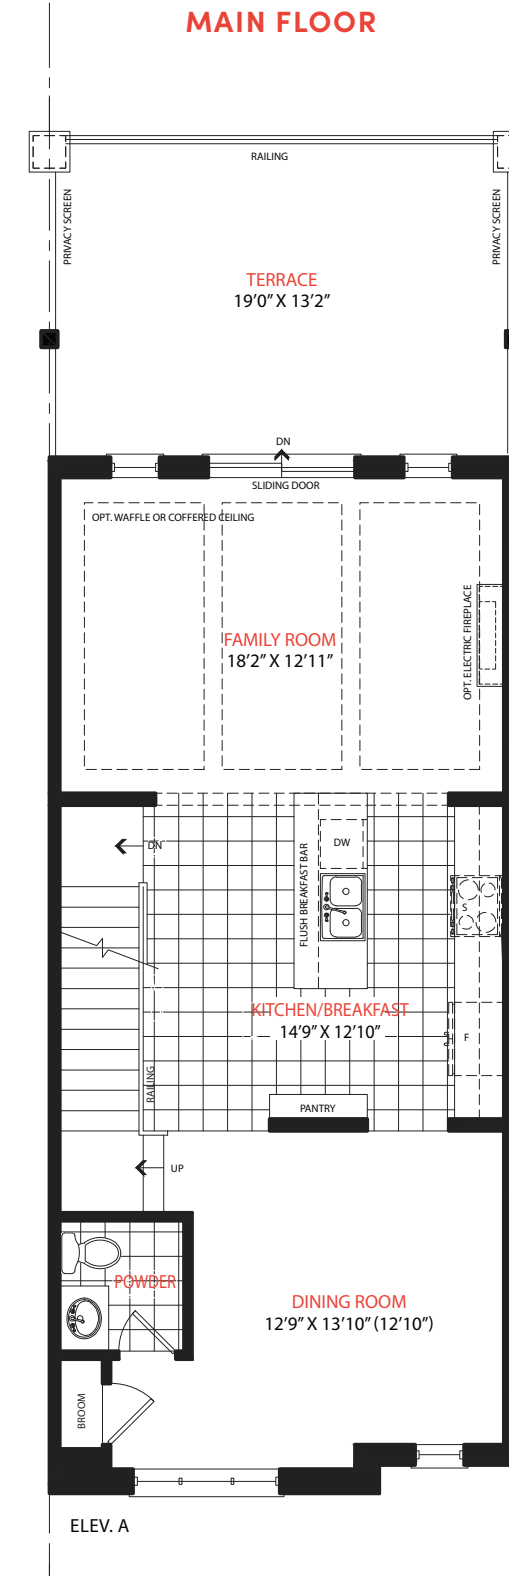 MAIN FLOOR
RAILING
PRIVACY SCREEN
PRIVACY SCREEN
TERRACE
19'0" X 13'2"
DN
SLIDING DOOR
OPT. WAFFLE OR COFFERED CEILING
OPT. ELECTRIC FIREPLACE
FAMILY ROOM
18'2" X 12'11"
DN
DW
FLUSH BREAKFAST BAR
S
KITCHEN/BREAKFAST
14'9" X 12'10"
F
RAILING
PANTRY
UP
POWDER
DINING ROOM
12'9" X 13'10" (12'10")
BROOM
ELEV. A